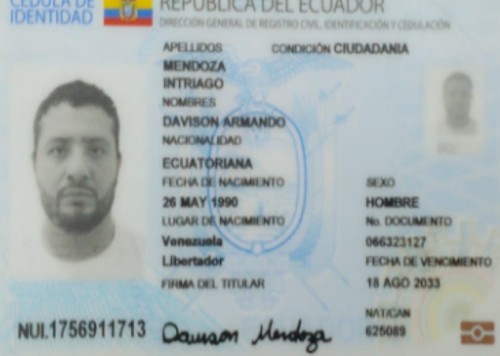 CÉDULA DE
IDENTIDAD
REPÚBLICA DEL ECUADOR
DIRECCIÓN GENERAL DE REGISTRO CIVIL, IDENTIFICACIÓN Y CEDULACIÓN
APELLIDOS
CONDICIÓN CIUDADANIA
MENDOZA
INTRIAGO
NOMBRES
DAVISON ARMANDO
NACIONALIDAD
ECUATORIANA
FECHA DE NACIMIENTO
SEXO
26 MAY 1990
HOMBRE
LUGAR DE NACIMIENTO
No. DOCUMENTO
Venezuela
066323127
Libertador
FECHA DE VENCIMIENTO
FIRMA DEL TITULAR
18 AGO 2033
NAT/CAN
NUI.1756911713
Davison Mendoza
625089